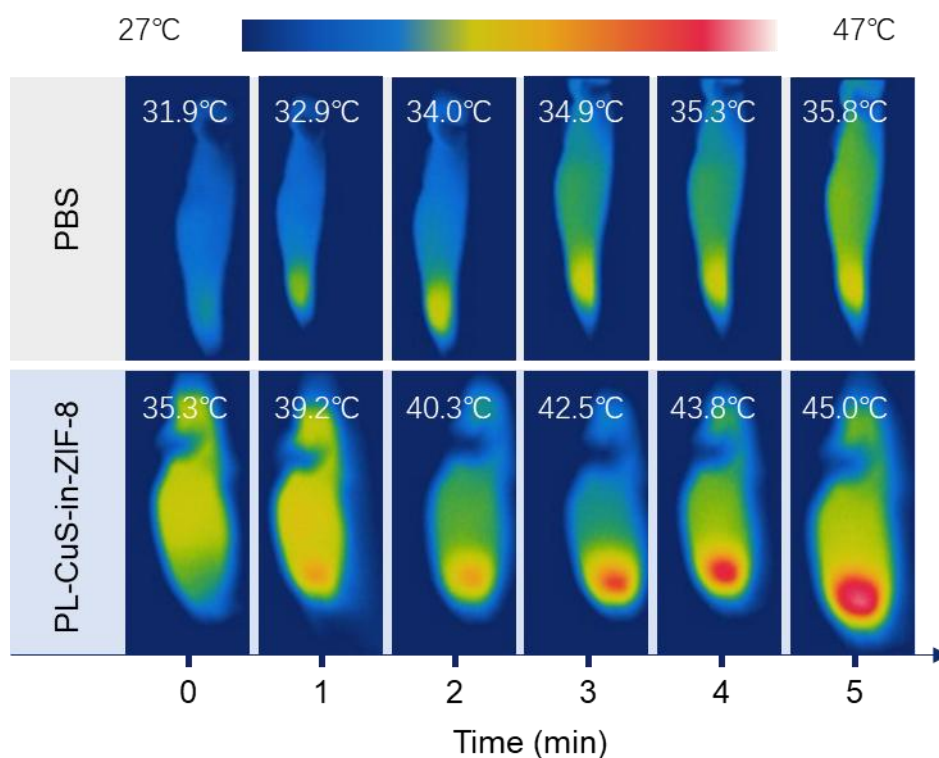 27℃ 47℃
PBS
31.9℃ 32.9℃ 34.0℃ 34.9℃ 35.3℃ 35.8℃
PL-CuS-in-ZIF-8
35.3℃ 39.2℃ 40.3℃ 42.5℃ 43.8℃ 45.0℃
0 1 2 3 4 5
Time (min)